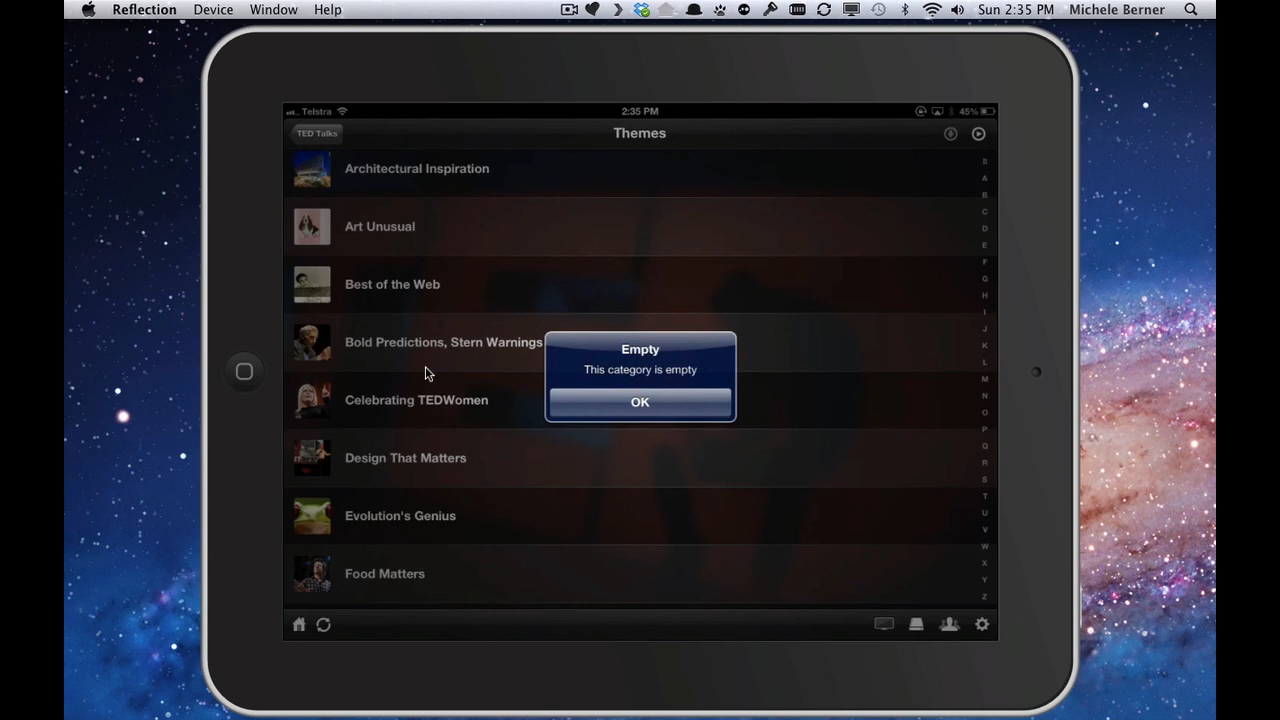 Reflection Device Window Help Sun 2:35 PM Michele Berner
Telstra 2:35 PM 45%
TED Talks Themes
Architectural Inspiration
Art Unusual
Best of the Web
Bold Predictions, Stern Warnings
Celebrating TEDWomen
Design That Matters
Evolution's Genius
Food Matters
Empty
This category is empty
OK
A
B
C
D
E
F
G
H
I
J
K
L
M
N
O
P
Q
R
S
T
U
V
W
X
Y
Z